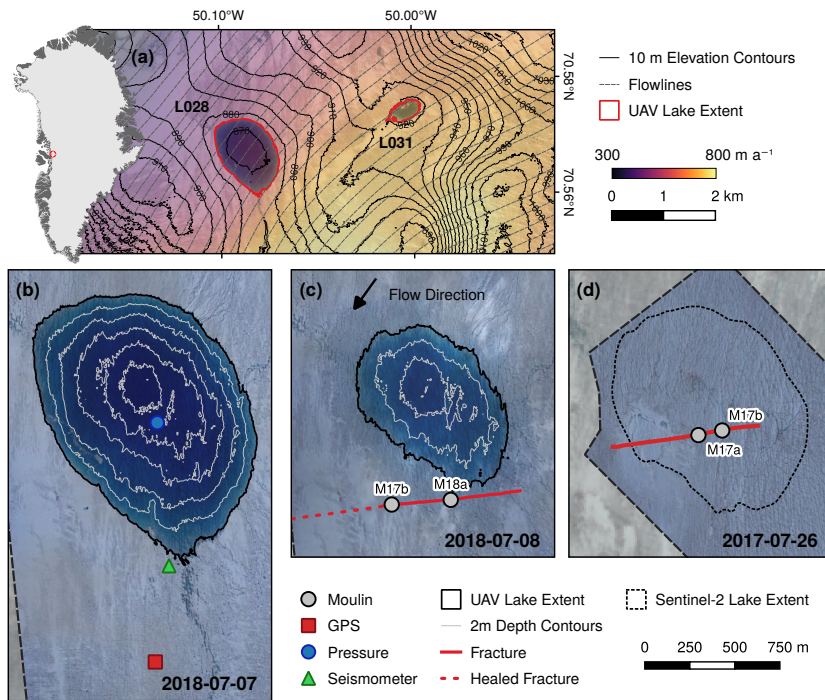 50.10°W 50.00°W
(a)
L028
L031
880
870
980
70.58°N
70.56°N
10 m Elevation Contours
Flowlines
UAV Lake Extent
300 800 m a⁻¹
0 1 2 km
(b)
2018-07-07
(c)
Flow Direction
M17b M18a
2018-07-08
(d)
M17b
M17a
2017-07-26
Moulin
GPS
Pressure
Seismometer
UAV Lake Extent
2m Depth Contours
Fracture
Healed Fracture
Sentinel-2 Lake Extent
0 250 500 750 m